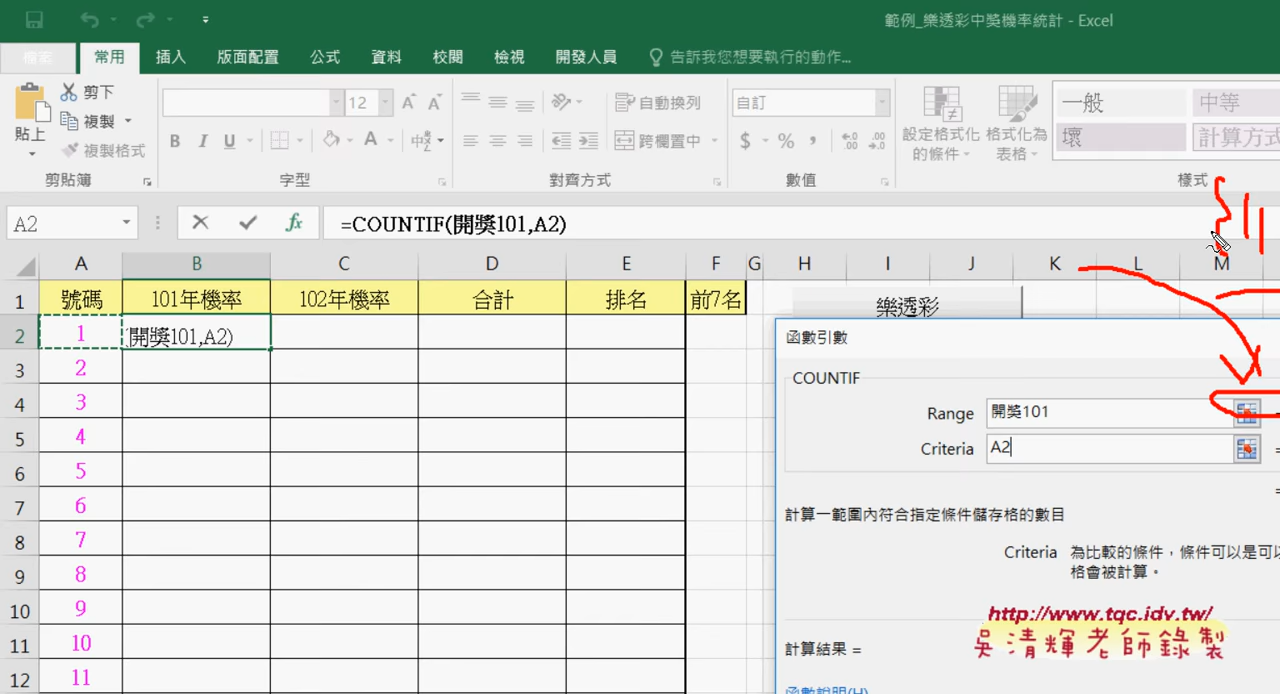 範例_樂透彩中獎機率統計 - Excel
檔案 常用 插入 版面配置 公式 資料 校閱 檢視 開發人員 告訴我您想要執行的動作...
剪下
複製
複製格式
貼上
12
B I U
自動換列
跨欄置中
自訂
$ % ,
設定格式化的條件
格式化為表格
一般 中等
壞 計算方式
剪貼簿 字型 對齊方式 數值 樣式
A2 fx =COUNTIF(開獎101,A2)
A B C D E F G H I J K L M
1 號碼 101年機率 102年機率 合計 排名 前7名 樂透彩
2 1 (開獎101,A2)
3 2
4 3
5 4
6 5
7 6
8 7
9 8
10 9
11 10
12 11
函數引數
COUNTIF
Range 開獎101
Criteria A2
=
計算一範圍內符合指定條件儲存格的數目
Criteria 為比較的條件，條件可以是可以
格會被計算。
http://www.tqc.idv.tw/
吳清輝老師錄製
計算結果 =
函數說明(H)